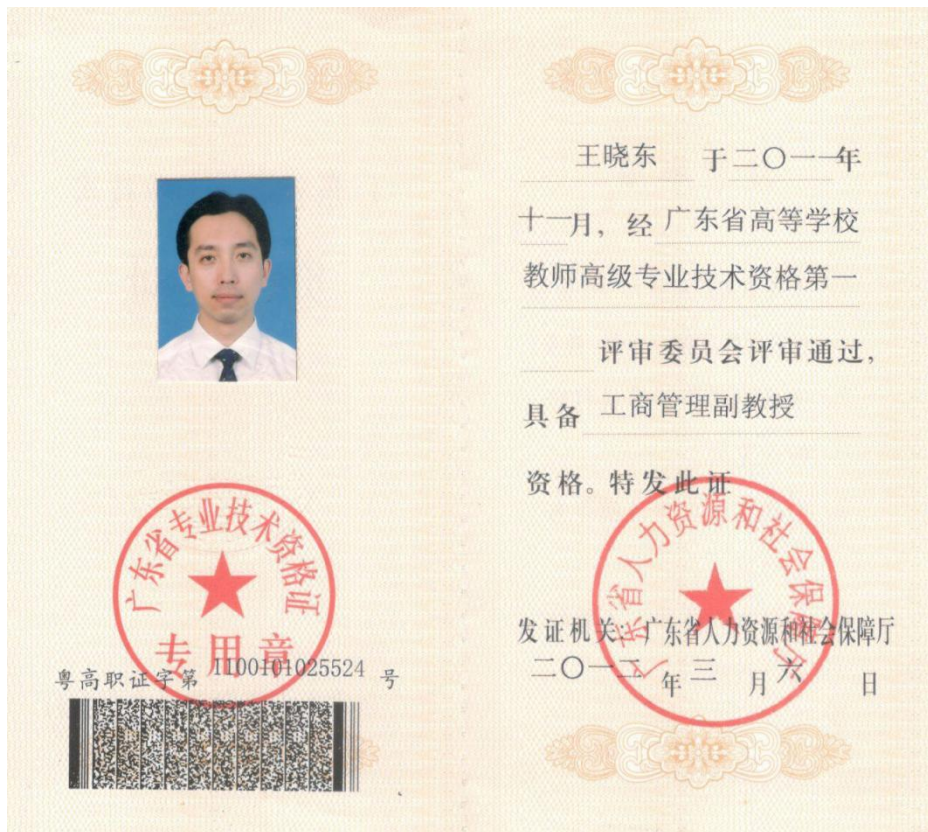 广东省专业技术资格证
专用章
粤高职证字第 1100101025524 号
王晓东 于二〇一一年
十一月，经 广东省高等学校
教师高级专业技术资格第一
评审委员会评审通过，
具备 工商管理副教授
资格。特发此证
广东省人力资源和社会保障厅
发证机关：广东省人力资源和社会保障厅
二〇一二年三月六日